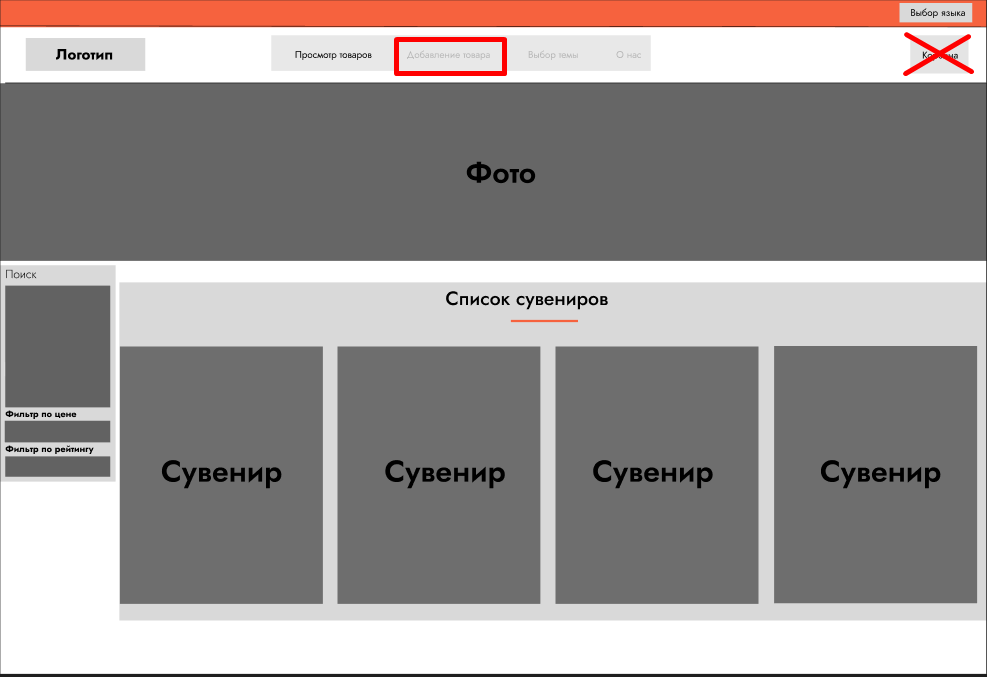 Выбор языка
Логотип
Просмотр товаров
Добавление товара
Выбор темы
О нас
Корзина
Фото
Поиск
Список сувениров
Фильтр по цене
Фильтр по рейтингу
Сувенир
Сувенир
Сувенир
Сувенир